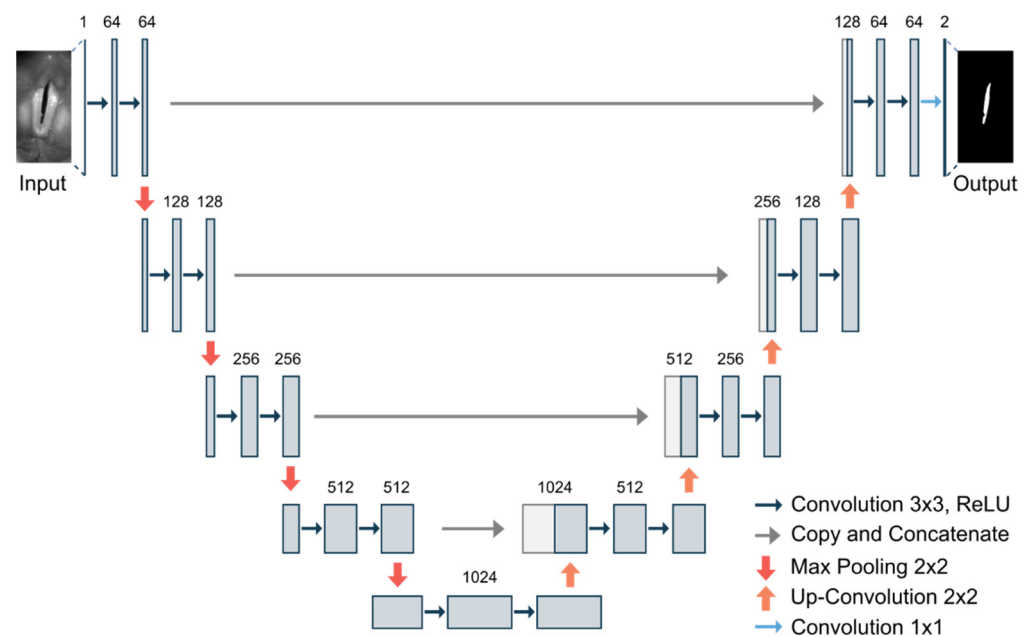 1 64 64
128 64 64 2
Input
Output
128 128
256 128
256 256
512 256
512 512
1024 512
1024
Convolution 3x3, ReLU
Copy and Concatenate
Max Pooling 2x2
Up-Convolution 2x2
Convolution 1x1